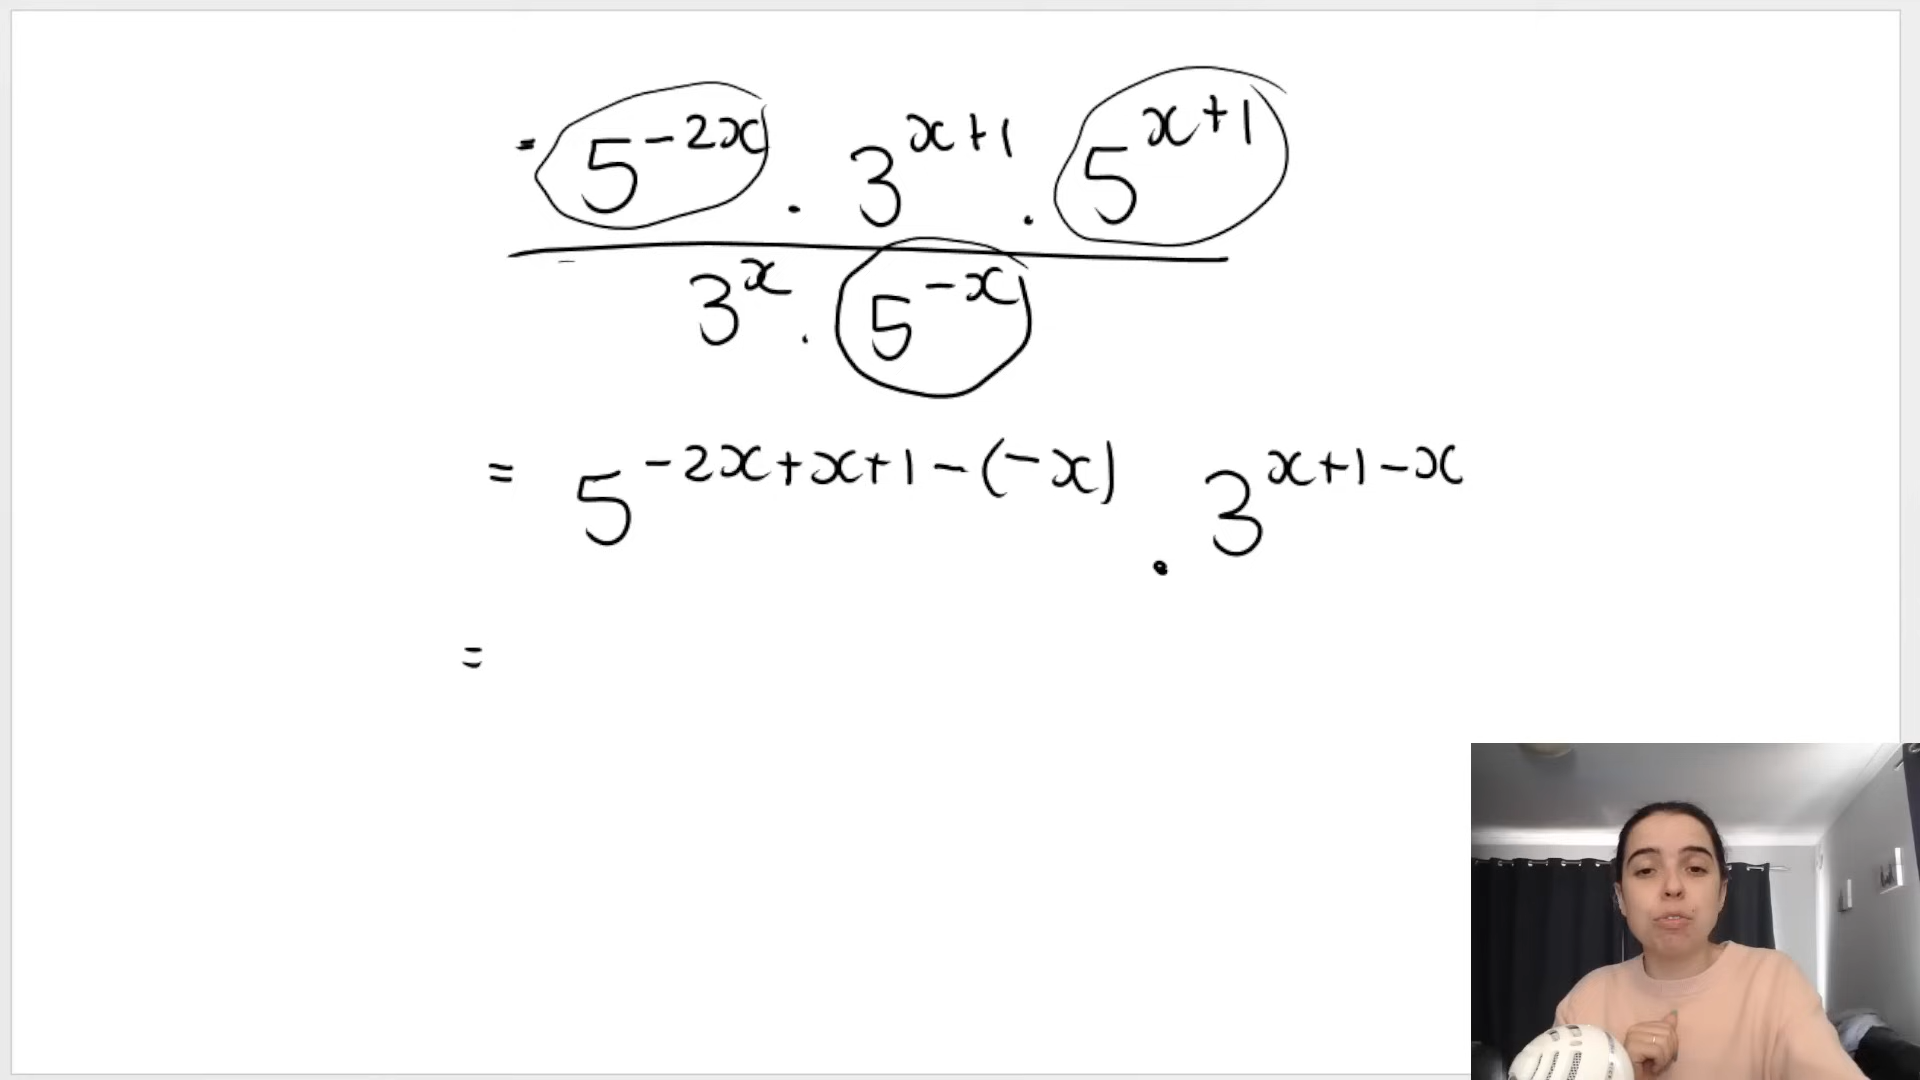 = 5^{-2x} . 3^{x+1} . 5^{x+1}
3^{x} . 5^{-x}
= 5^{-2x+x+1-(-x)} . 3^{x+1-x}
=